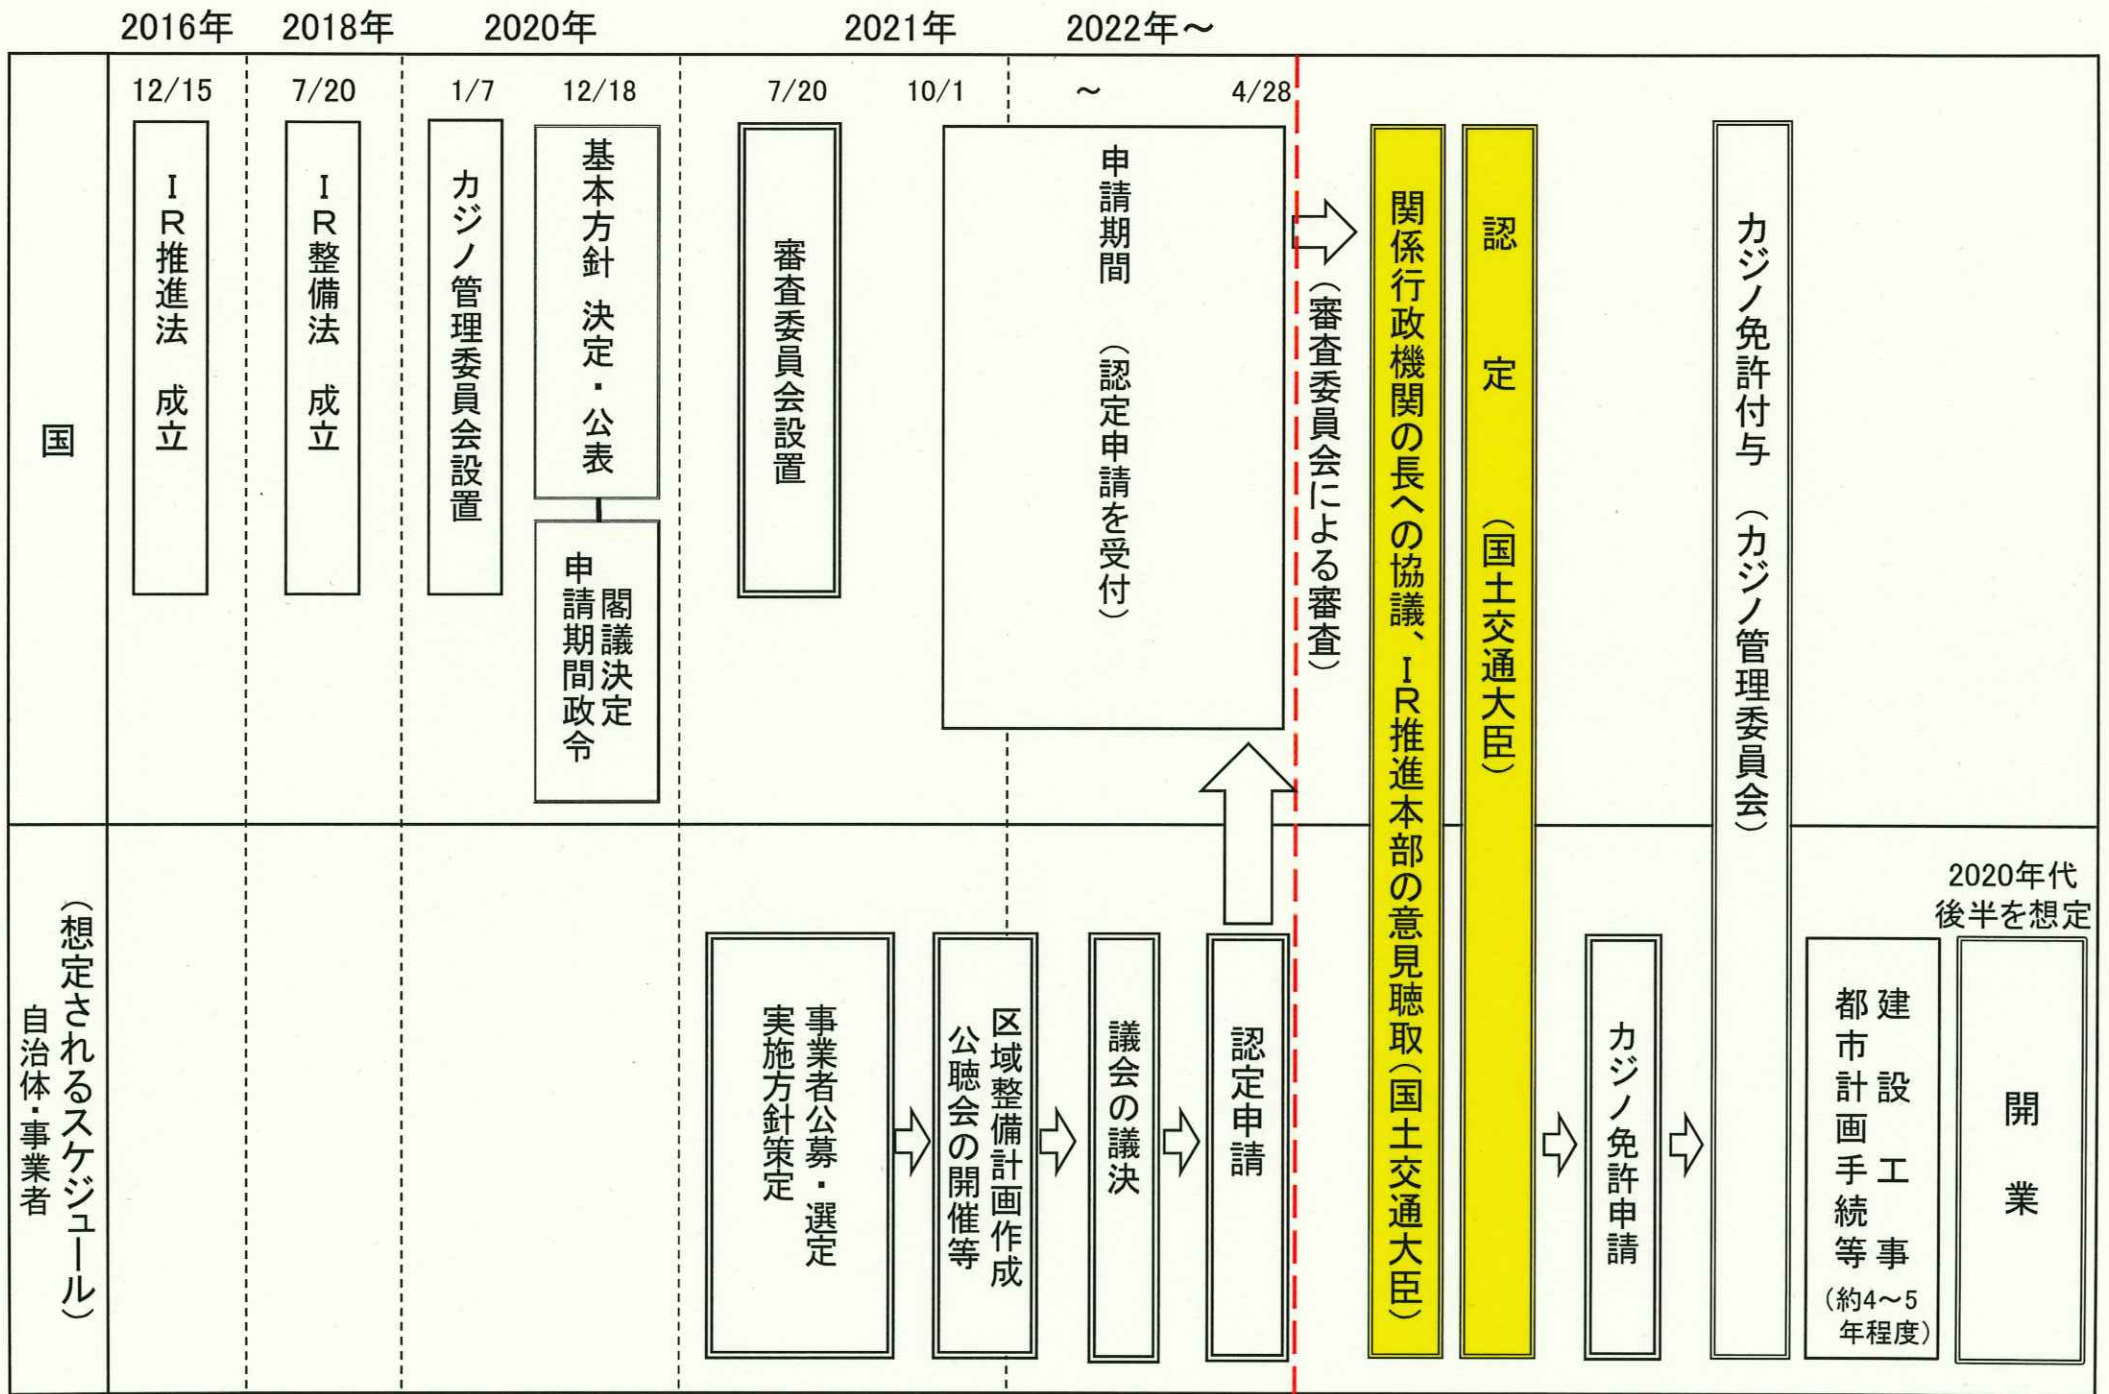 2016年
2018年
2020年
2021年
2022年～
国
12/15
ＩＲ推進法 成立
7/20
ＩＲ整備法 成立
1/7
カジノ管理委員会設置
12/18
基本方針 決定・公表
閣議決定
申請期間政令
7/20
審査委員会設置
10/1
～
4/28
申請期間 （認定申請を受付）
（審査委員会による審査）
関係行政機関の長への協議、ＩＲ推進本部の意見聴取（国土交通大臣）
認定 （国土交通大臣）
カジノ免許付与 （カジノ管理委員会）
（想定されるスケジュール）
自治体・事業者
事業者公募・選定
実施方針策定
区域整備計画作成
公聴会の開催等
議会の議決
認定申請
カジノ免許申請
建設工事
都市計画手続等
（約4～5
年程度）
2020年代
後半を想定
開業